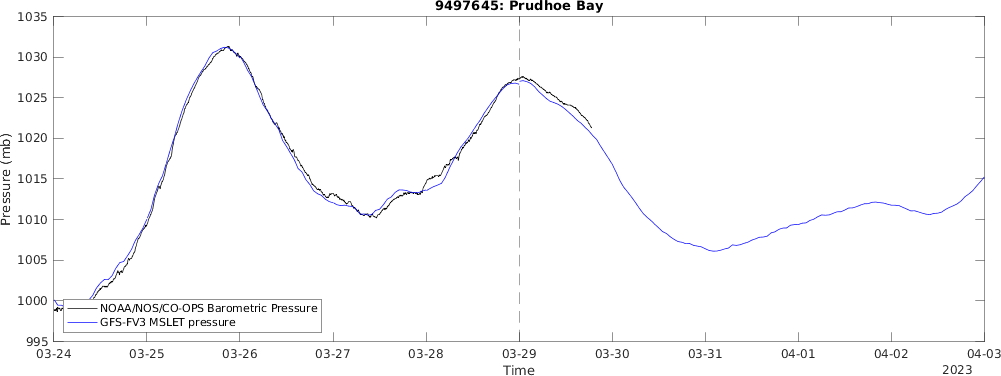 9497645: Prudhoe Bay
1035
1030
1025
1020
1015
1010
1005
1000
995
Pressure (mb)
NOAA/NOS/CO-OPS Barometric Pressure
GFS-FV3 MSLET pressure
03-24 03-25 03-26 03-27 03-28 03-29 03-30 03-31 04-01 04-02 04-03
Time
2023